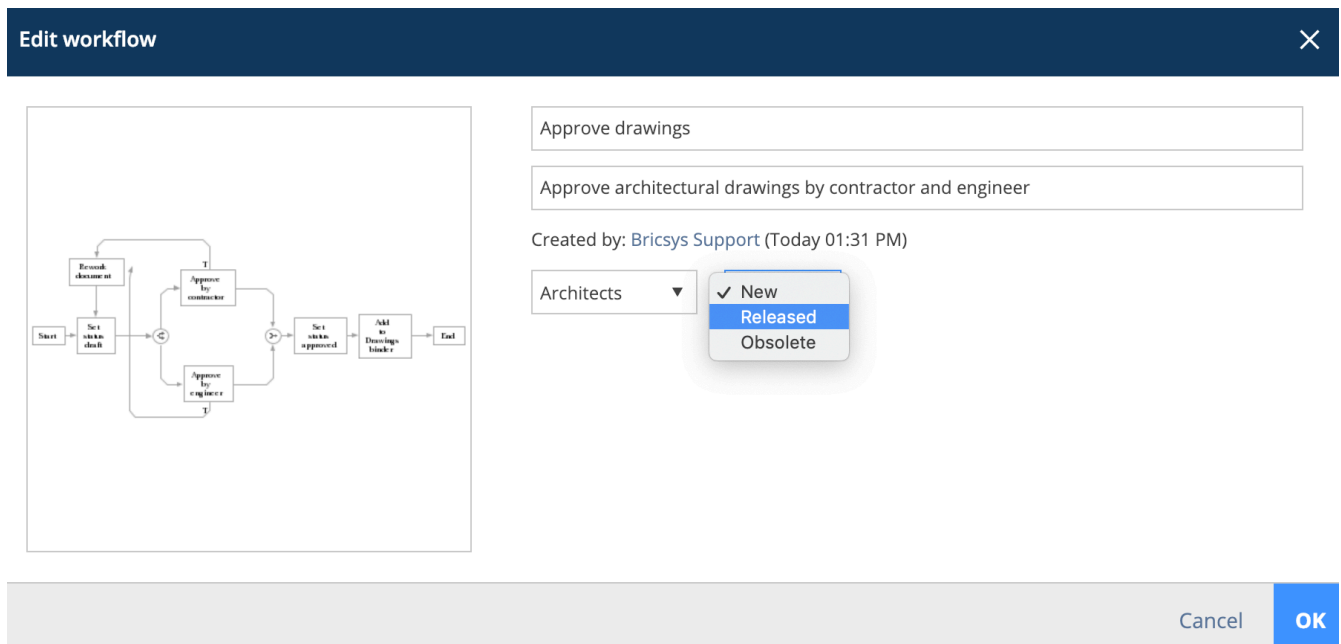 Edit workflow
Approve drawings
Approve architectural drawings by contractor and engineer
Created by: Bricsys Support (Today 01:31 PM)
Architects
New
Released
Obsolete
Rework
document
Start
Set
status
draft
T
Approve
by
contractor
Approve
by
engineer
T
Set
status
approved
Add
to
Drawings
binder
End
Cancel
OK